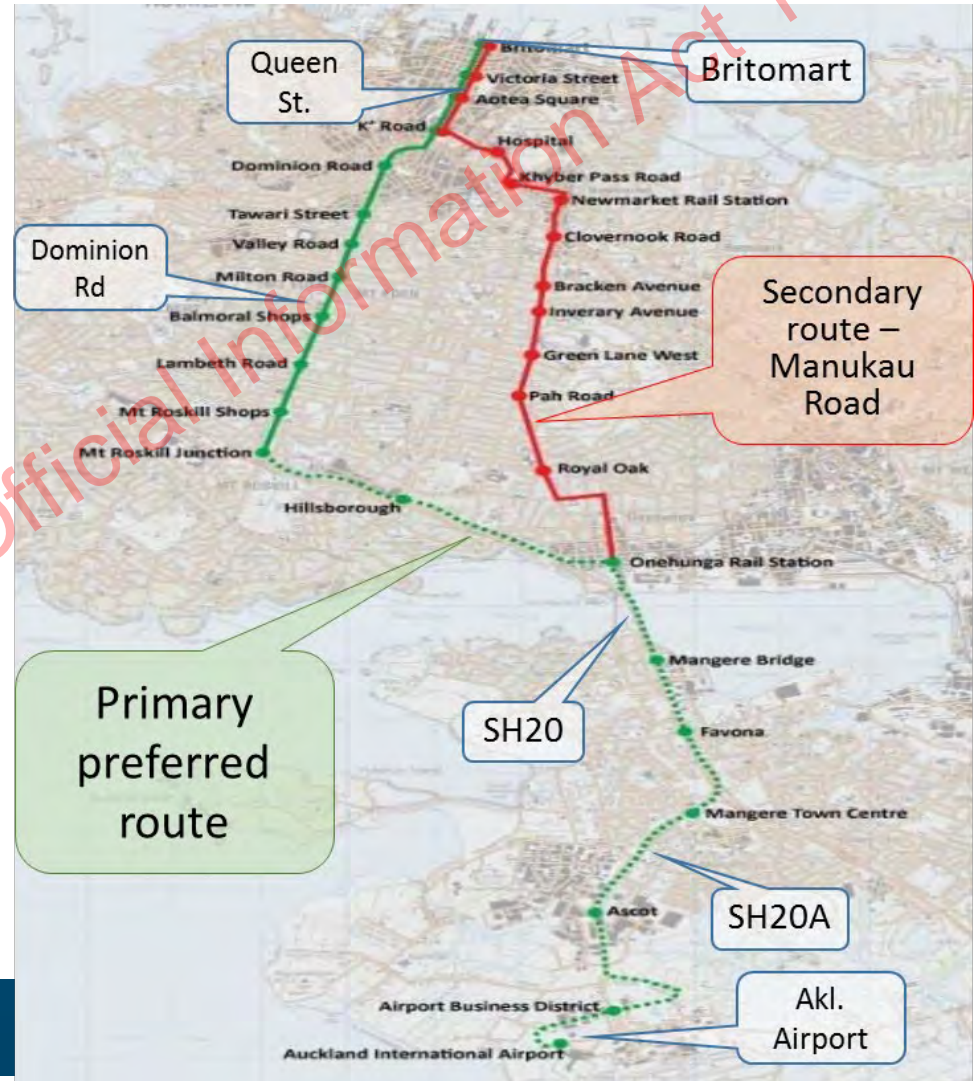 Official Information Act
Queen
St.
Britomart
Britomart
Victoria Street
Aotea Square
K' Road
Hospital
Dominion Road
Khyber Pass Road
Newmarket Rail Station
Tawari Street
Clovernook Road
Valley Road
Dominion
Rd
Milton Road
Bracken Avenue
Balmoral Shops
Inverary Avenue
Secondary
route –
Manukau
Road
Green Lane West
Lambeth Road
Pah Road
Mt Roskill Shops
Mt Roskill Junction
Royal Oak
Hillsborough
Onehunga Rail Station
Primary
preferred
route
Mangere Bridge
SH20
Favona
Mangere Town Centre
SH20A
Ascot
Airport Business District
Akl.
Airport
Auckland International Airport